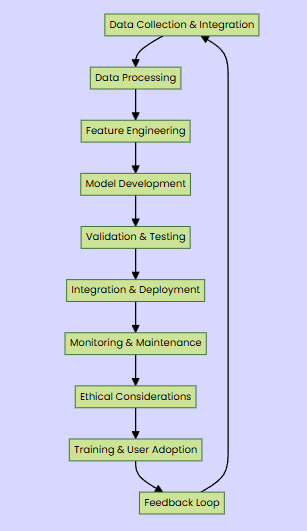 Data Collection & Integration
Data Processing
Feature Engineering
Model Development
Validation & Testing
Integration & Deployment
Monitoring & Maintenance
Ethical Considerations
Training & User Adoption
Feedback Loop